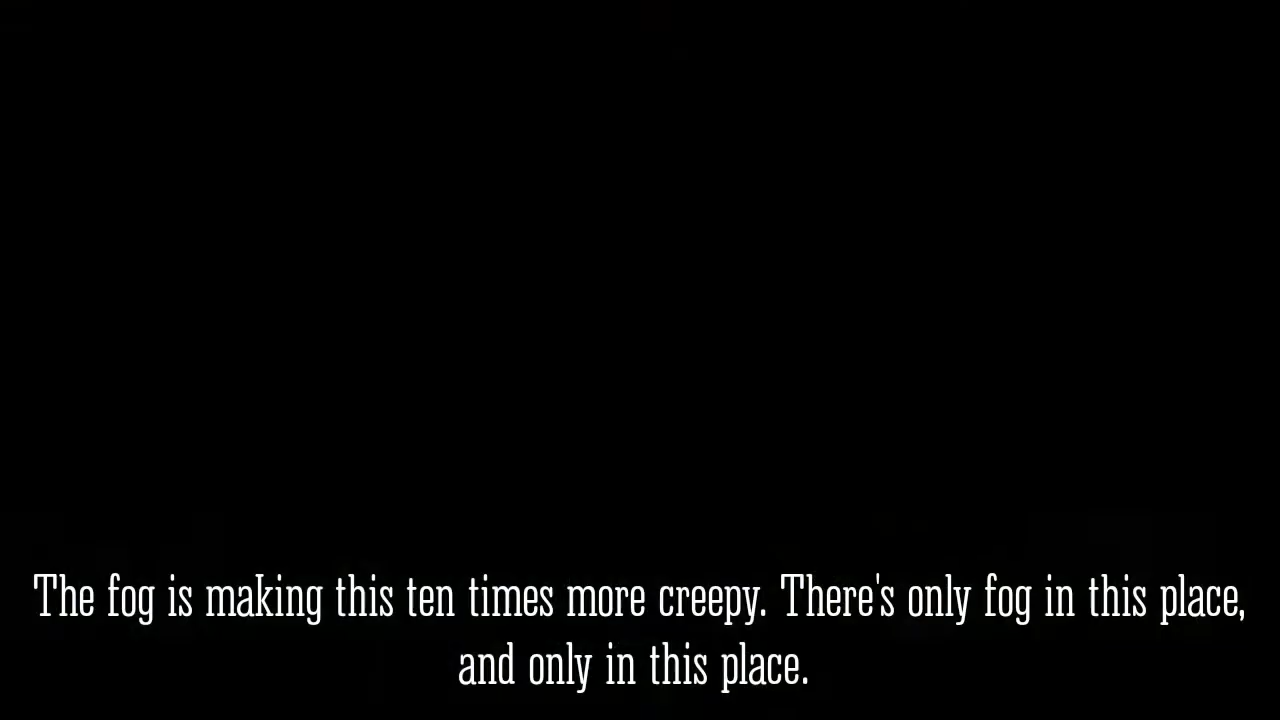 The fog is making this ten times more creepy. There's only fog in this place,
and only in this place.